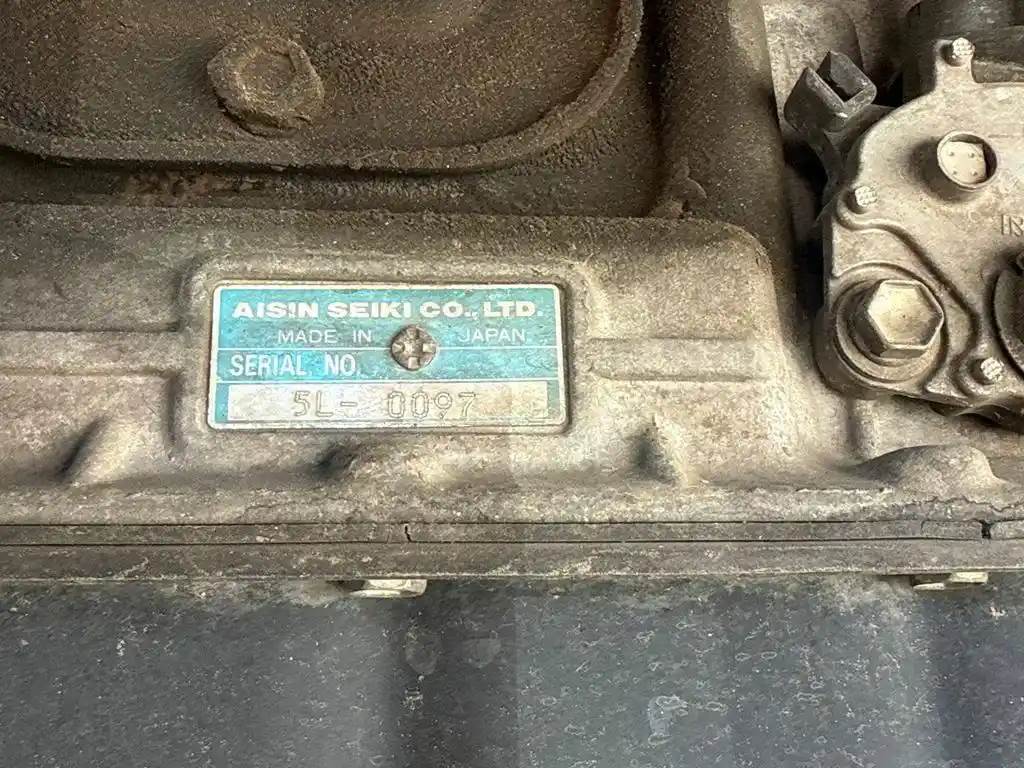 AISIN SEIKI CO., LTD.
MADE IN JAPAN
SERIAL NO.
5L- 0097